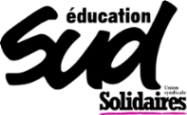 éducation
Sud
Union
syndicale
Solidaires